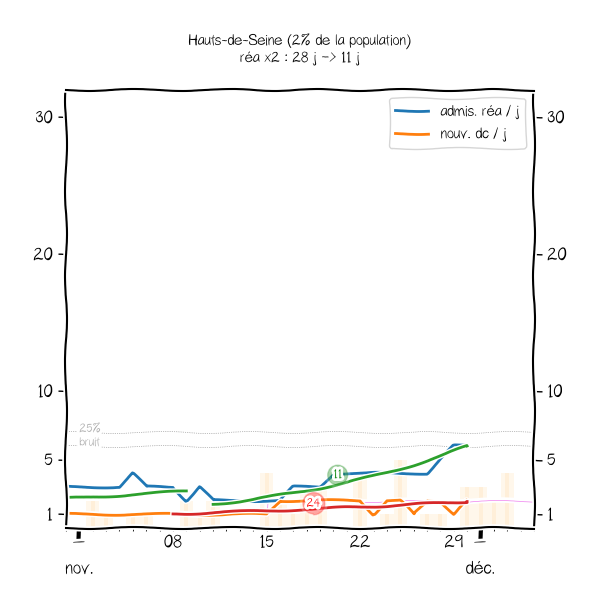 Hauts-de-Seine (2% de la population)
réa x2 : 28 j -> 11 j
admis. réa / j
nouv. dc / j
30
30
20
20
10
10
25%
bruit
5
5
11
24
1
1
08
15
22
29
nov.
déc.